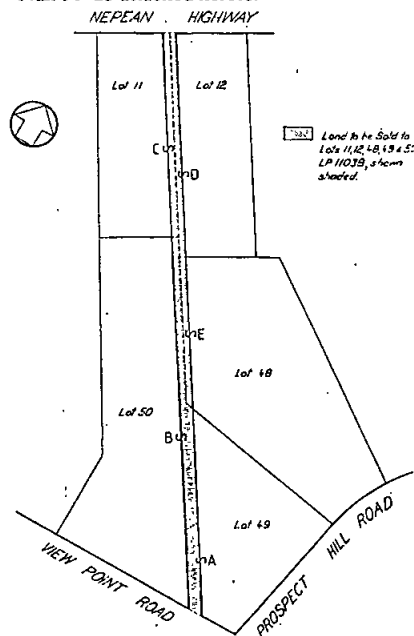 NEPEAN HIGHWAY
Lot 11
Lot 12
Land to be Sold to
Lots 11, 12, 48, 49 & 50
LP 11039, shown
shaded.
C
D
E
Lot 48
Lot 50
B
Lot 49
A
VIEW POINT ROAD
PROSPECT HILL ROAD